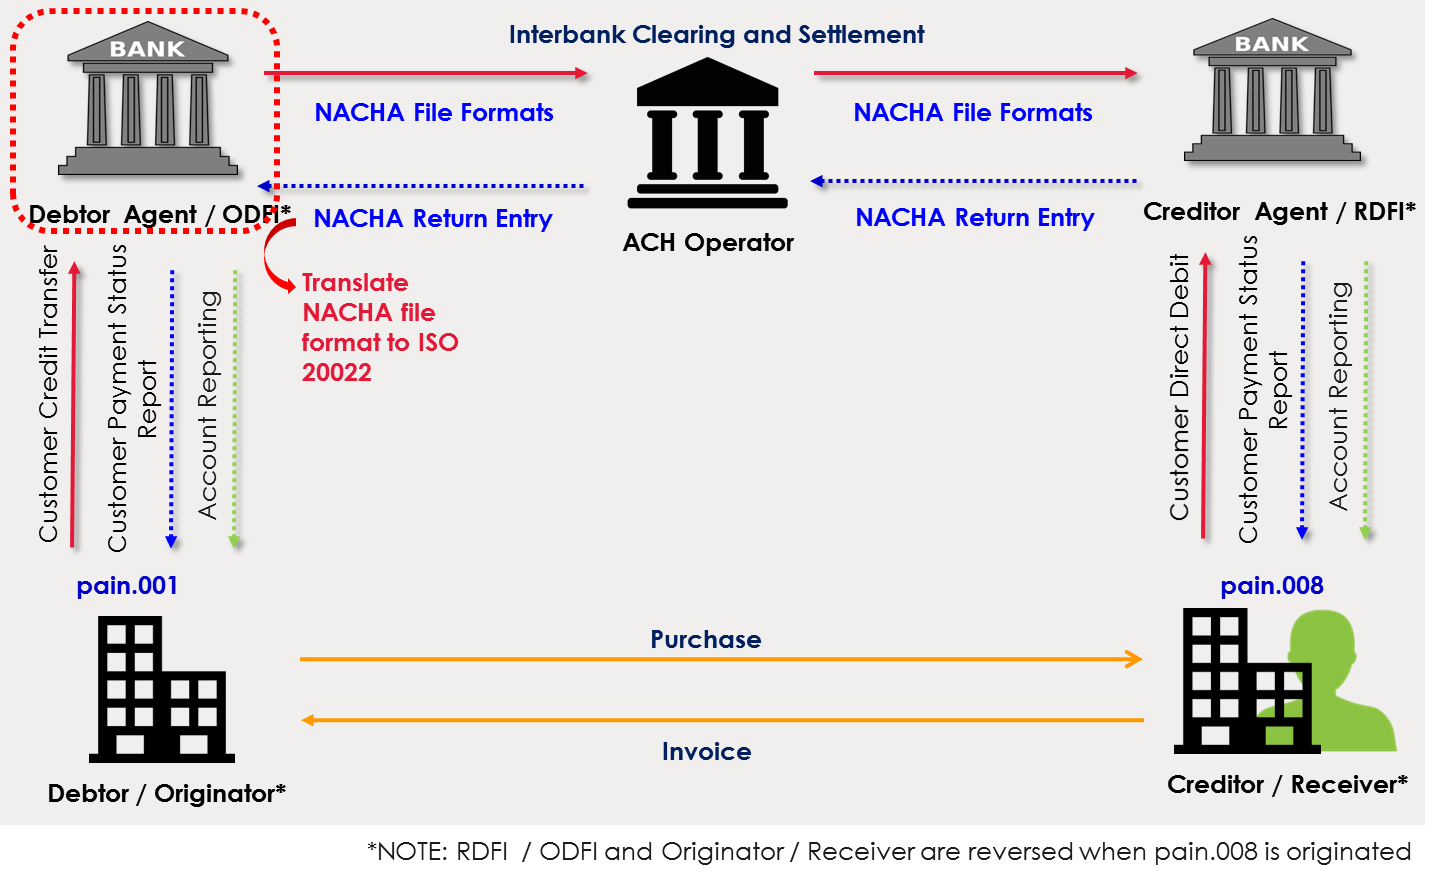 BANK
Interbank Clearing and Settlement
BANK
NACHA File Formats
NACHA File Formats
Debtor Agent / ODFI*
NACHA Return Entry
ACH Operator
NACHA Return Entry
Creditor Agent / RDFI*
Translate
NACHA file
format to ISO
20022
Customer Credit Transfer
Customer Payment Status
Report
Account Reporting
Customer Direct Debit
Customer Payment Status
Report
Account Reporting
pain.001
pain.008
Purchase
Invoice
Debtor / Originator*
Creditor / Receiver*
*NOTE: RDFI / ODFI and Originator / Receiver are reversed when pain.008 is originated